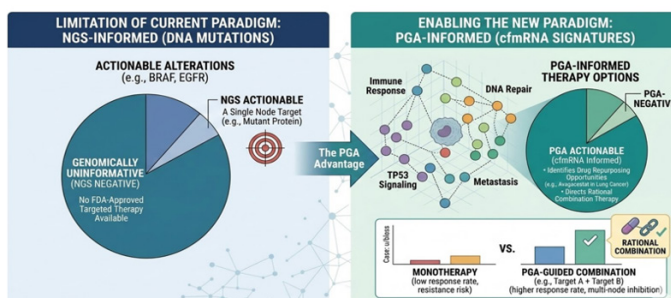 LIMITATION OF CURRENT PARADIGM:
NGS-INFORMED (DNA MUTATIONS)
ACTIONABLE ALTERATIONS
(e.g., BRAF, EGFR)
NGS ACTIONABLE
A Single Node Target
(e.g., Mutant Protein)
GENOMICALLY
UNINFORMATIVE
(NGS NEGATIVE)
No FDA-Approved
Targeted Therapy
Available
The PGA
Advantage
ENABLING THE NEW PARADIGM:
PGA-INFORMED (cfmRNA SIGNATURES)
Immune
Response
DNA Repair
TP53
Signaling
Metastasis
PGA-INFORMED
THERAPY OPTIONS
PGA-
NEGATIV
PGA ACTIONABLE
(cfmRNA Informed)
• Identifies Drug Repurposing
Opportunities
(e.g., Avagacestat in Lung Cancer)
• Directs Rational
Combination Therapy
MONOTHERAPY
(low response rate,
resistance risk)
VS.
PGA-GUIDED COMBINATION
(e.g., Target A + Target B)
(higher response rate, multi-node inhibition)
RATIONAL
COMBINATION